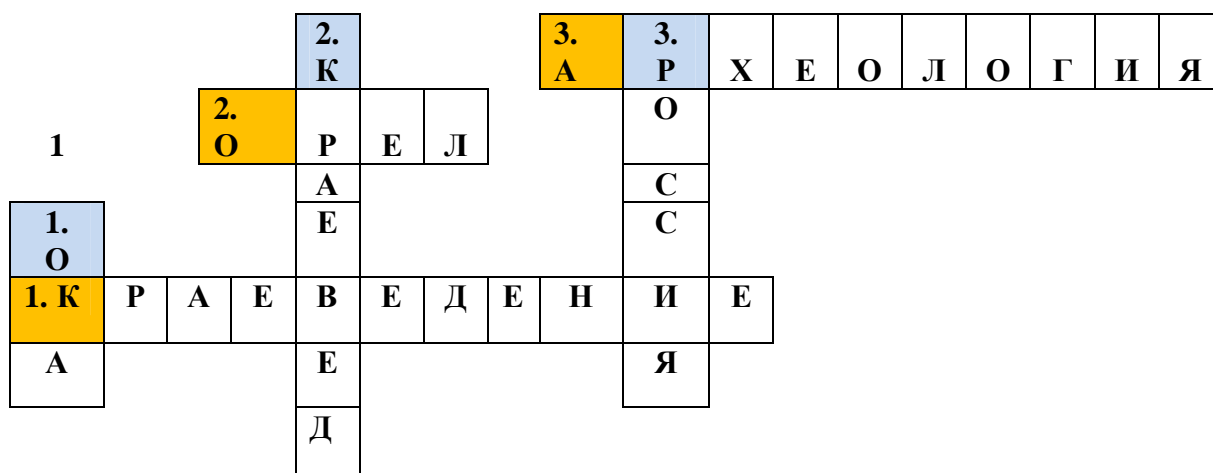 2. К 3. А 3. Р Х Е О Л О Г И Я
1 2. О Р Е Л О
А С
1. О Е С
1. К Р А Е В Е Д Е Н И Е
А Е Я
Д